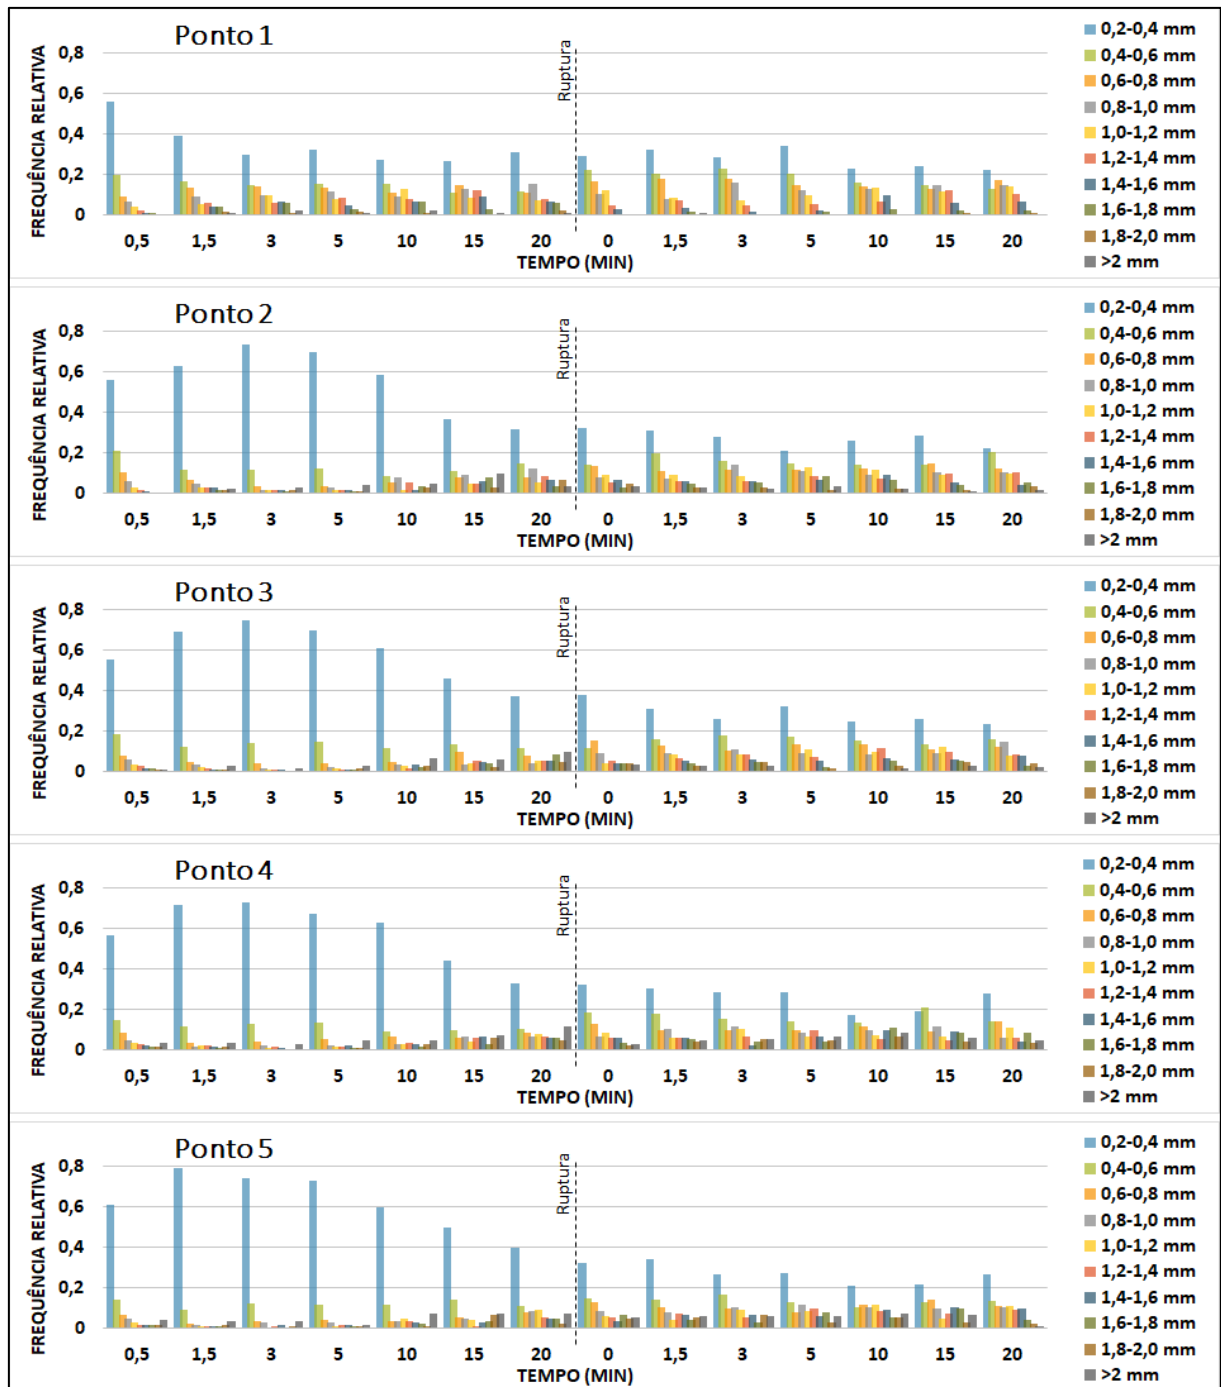 Ponto 1
FREQUÊNCIA RELATIVA
0,8
0,6
0,4
0,2
0
Ruptura
0,5 1,5 3 5 10 15 20 0 1,5 3 5 10 15 20
TEMPO (MIN)
0,2-0,4 mm
0,4-0,6 mm
0,6-0,8 mm
0,8-1,0 mm
1,0-1,2 mm
1,2-1,4 mm
1,4-1,6 mm
1,6-1,8 mm
1,8-2,0 mm
>2 mm
Ponto 2
FREQUÊNCIA RELATIVA
0,8
0,6
0,4
0,2
0
Ruptura
0,5 1,5 3 5 10 15 20 0 1,5 3 5 10 15 20
TEMPO (MIN)
0,2-0,4 mm
0,4-0,6 mm
0,6-0,8 mm
0,8-1,0 mm
1,0-1,2 mm
1,2-1,4 mm
1,4-1,6 mm
1,6-1,8 mm
1,8-2,0 mm
>2 mm
Ponto 3
FREQUÊNCIA RELATIVA
0,8
0,6
0,4
0,2
0
Ruptura
0,5 1,5 3 5 10 15 20 0 1,5 3 5 10 15 20
TEMPO (MIN)
0,2-0,4 mm
0,4-0,6 mm
0,6-0,8 mm
0,8-1,0 mm
1,0-1,2 mm
1,2-1,4 mm
1,4-1,6 mm
1,6-1,8 mm
1,8-2,0 mm
>2 mm
Ponto 4
FREQUÊNCIA RELATIVA
0,8
0,6
0,4
0,2
0
Ruptura
0,5 1,5 3 5 10 15 20 0 1,5 3 5 10 15 20
TEMPO (MIN)
0,2-0,4 mm
0,4-0,6 mm
0,6-0,8 mm
0,8-1,0 mm
1,0-1,2 mm
1,2-1,4 mm
1,4-1,6 mm
1,6-1,8 mm
1,8-2,0 mm
>2 mm
Ponto 5
FREQUÊNCIA RELATIVA
0,8
0,6
0,4
0,2
0
Ruptura
0,5 1,5 3 5 10 15 20 0 1,5 3 5 10 15 20
TEMPO (MIN)
0,2-0,4 mm
0,4-0,6 mm
0,6-0,8 mm
0,8-1,0 mm
1,0-1,2 mm
1,2-1,4 mm
1,4-1,6 mm
1,6-1,8 mm
1,8-2,0 mm
>2 mm